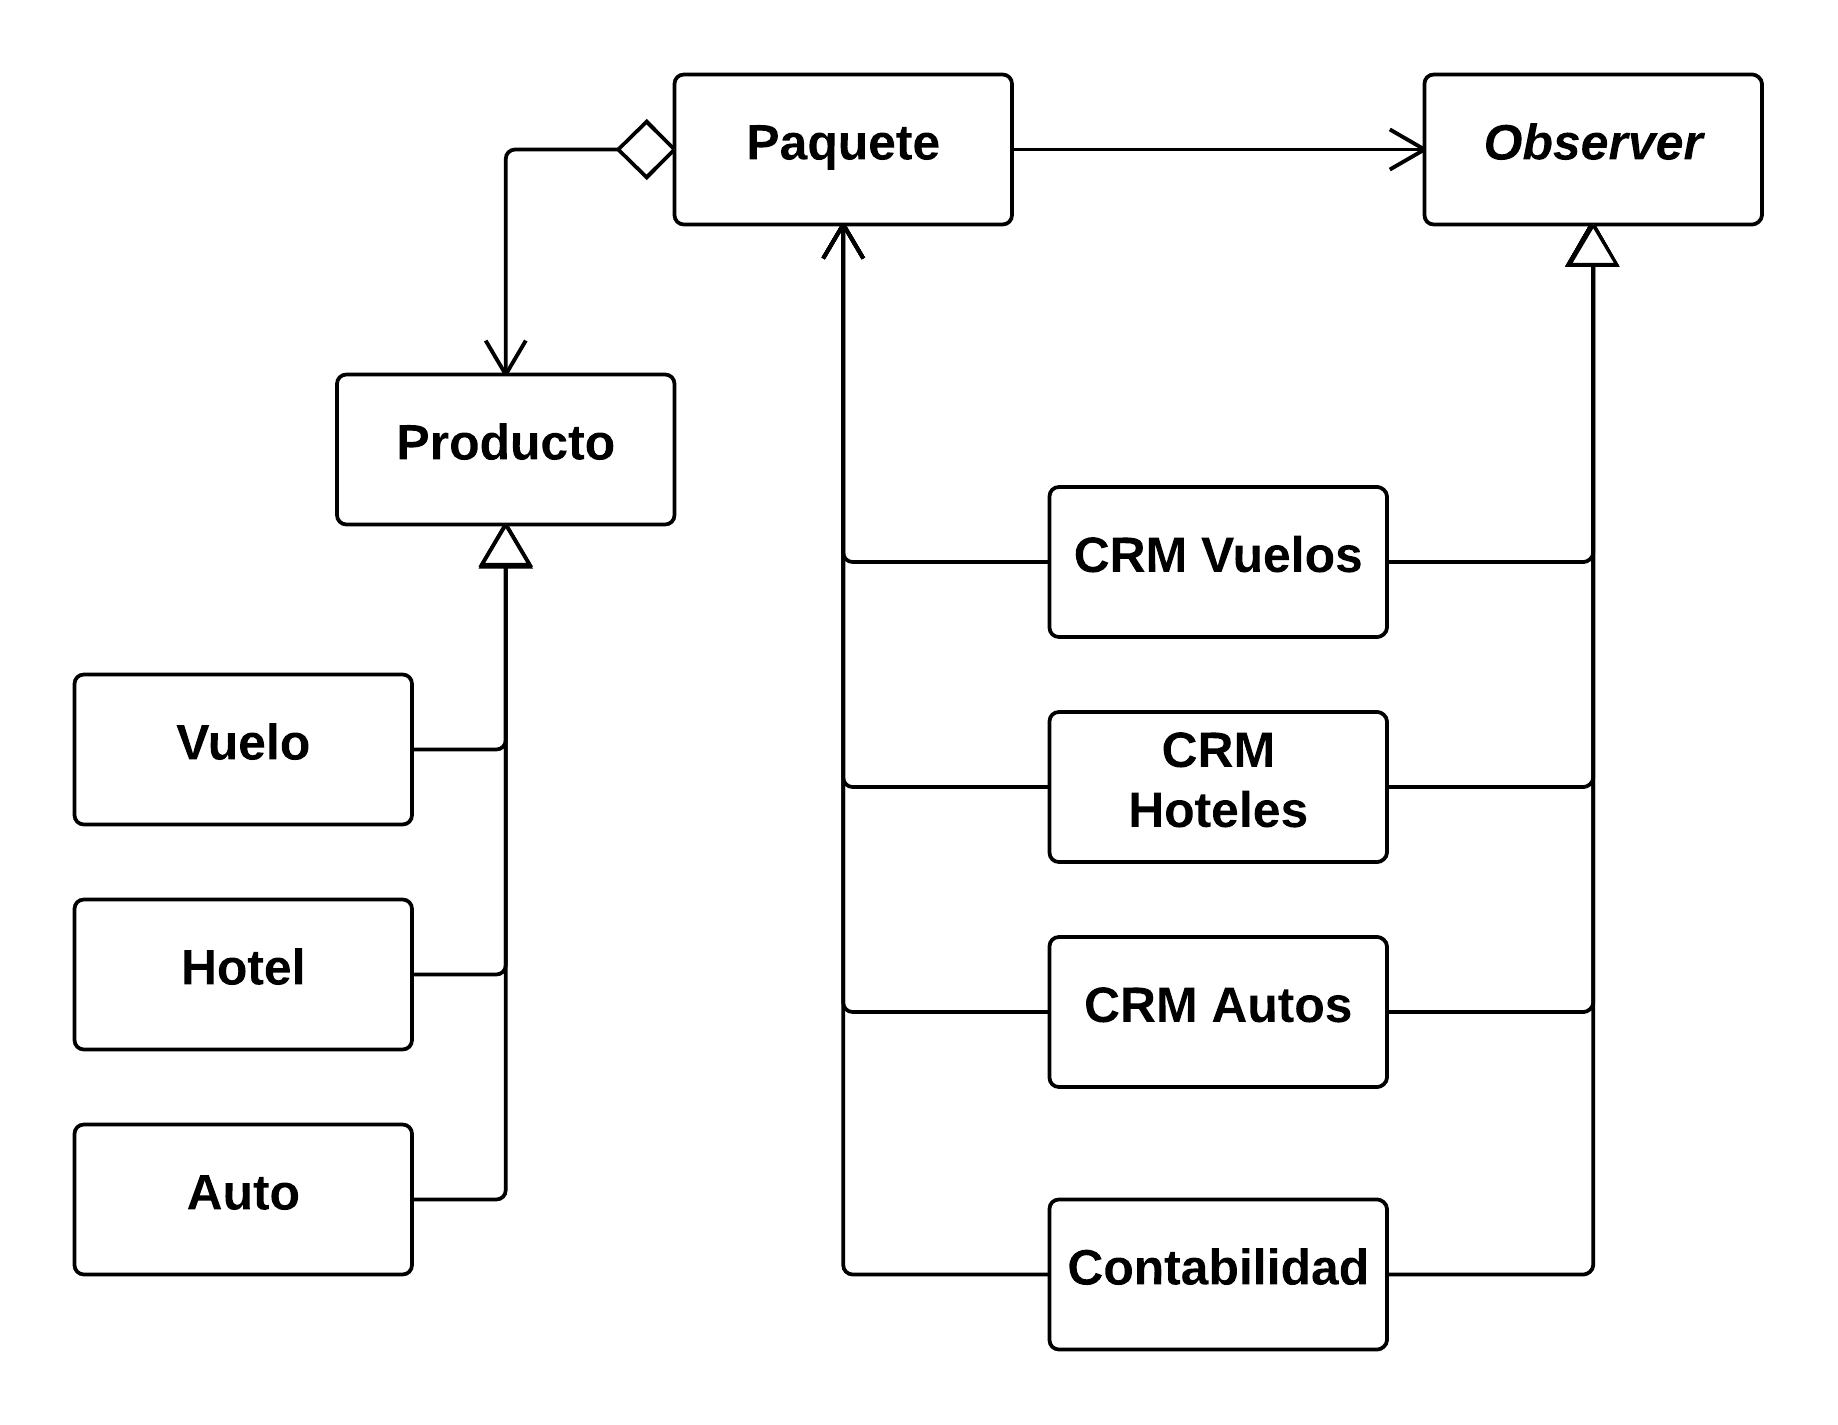 Paquete
Observer
Producto
CRM Vuelos
Vuelo
CRM
Hoteles
Hotel
CRM Autos
Auto
Contabilidad